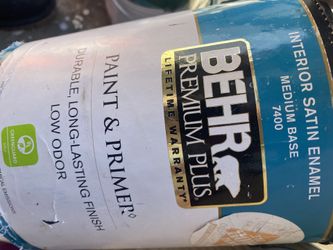 BEHR
PREMIUM PLUS®
LIFETIME WARRANTY
PAINT & PRIMER
DURABLE, LONG-LASTING FINISH
LOW ODOR
INTERIOR SATIN ENAMEL
MEDIUM BASE
7400
GREENGUARD